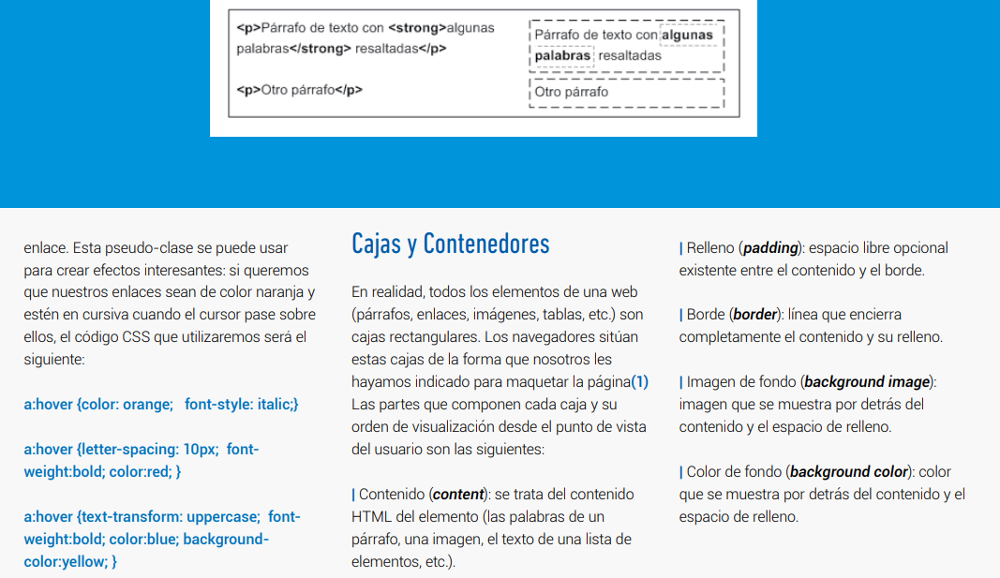 <p>Párrafo de texto con <strong>algunas
palabras</strong> resaltadas</p>
<p>Otro párrafo</p>
Párrafo de texto con algunas
palabras resaltadas
Otro párrafo
enlace. Esta pseudo-clase se puede usar
para crear efectos interesantes: si queremos
que nuestros enlaces sean de color naranja y
estén en cursiva cuando el cursor pase sobre
ellos, el código CSS que utilizaremos será el
siguiente:
a:hover {color: orange; font-style: italic;}
a:hover {letter-spacing: 10px; font-
weight:bold; color:red; }
a:hover {text-transform: uppercase; font-
weight:bold; color:blue; background-
color:yellow; }
Cajas y Contenedores
En realidad, todos los elementos de una web
(párrafos, enlaces, imágenes, tablas, etc.) son
cajas rectangulares. Los navegadores sitúan
estas cajas de la forma que nosotros les
hayamos indicado para maquetar la página(1)
Las partes que componen cada caja y su
orden de visualización desde el punto de vista
del usuario son las siguientes:
| Contenido (content): se trata del contenido
HTML del elemento (las palabras de un
párrafo, una imagen, el texto de una lista de
elementos, etc.).
| Relleno (padding): espacio libre opcional
existente entre el contenido y el borde.
| Borde (border): línea que encierra
completamente el contenido y su relleno.
| Imagen de fondo (background image):
imagen que se muestra por detrás del
contenido y el espacio de relleno.
| Color de fondo (background color): color
que se muestra por detrás del contenido y el
espacio de relleno.